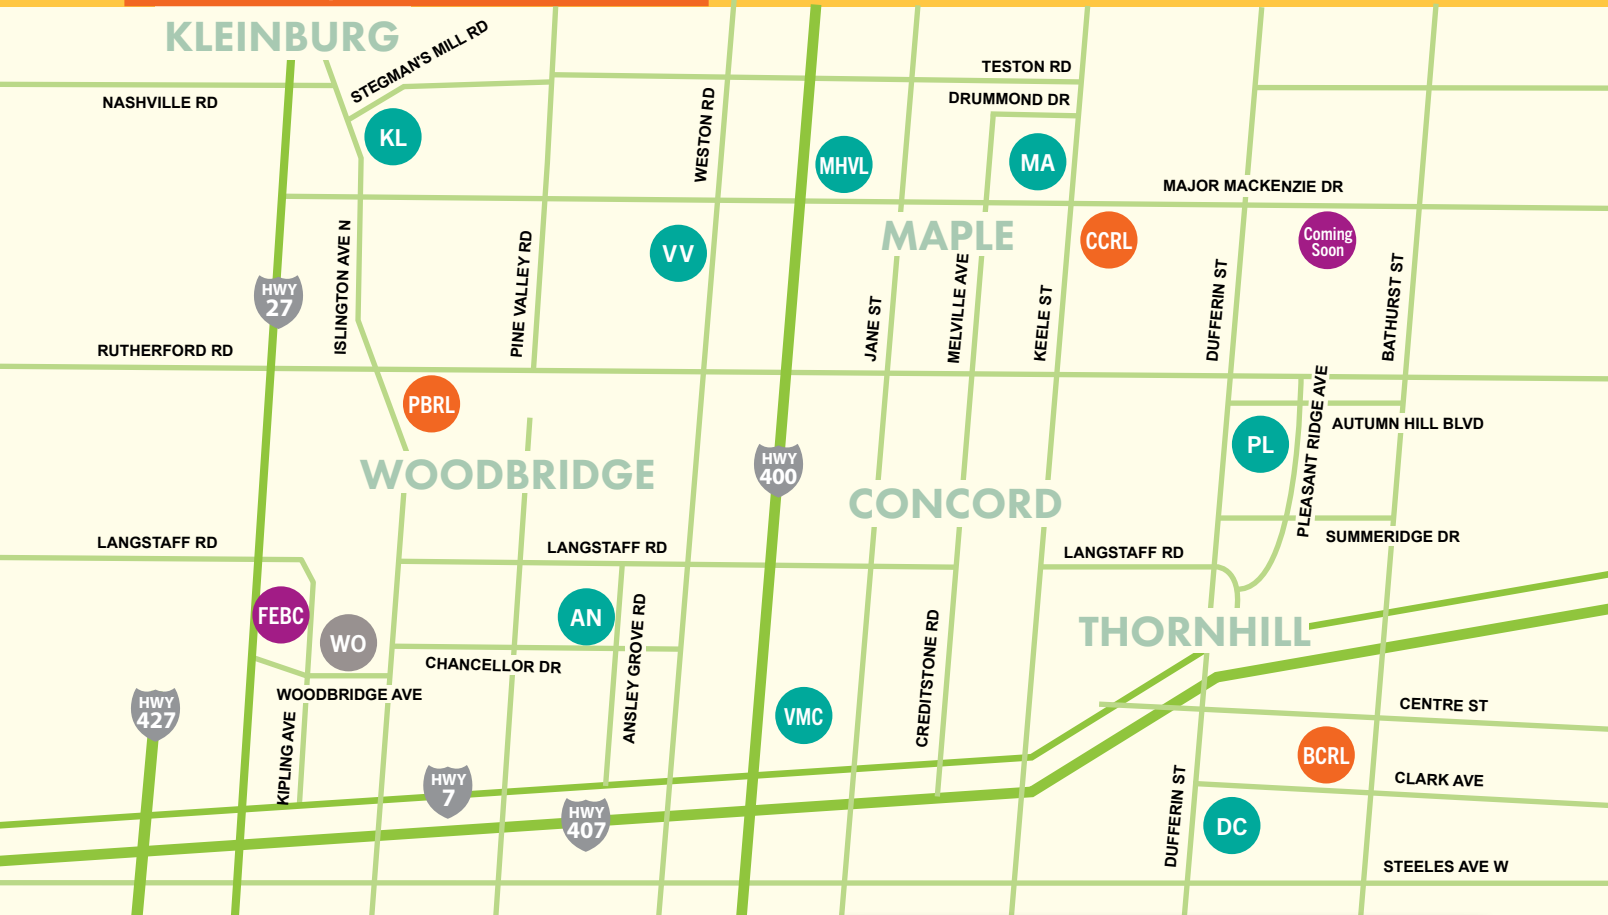 KLEINBURG
STEGMAN'S MILL RD
TESTON RD
NASHVILLE RD
DRUMMOND DR
WESTON RD
KL
MHVL
MA
MAJOR MACKENZIE DR
MAPLE
CCRL
Coming
Soon
VV
ISLINGTON AVE N
PINE VALLEY RD
HWY
27
JANE ST
MELVILLE AVE
KEELE ST
DUFFERIN ST
BATHURST ST
RUTHERFORD RD
PBRL
PLEASANT RIDGE AVE
AUTUMN HILL BLVD
PL
WOODBRIDGE
HWY
400
CONCORD
LANGSTAFF RD
LANGSTAFF RD
LANGSTAFF RD
SUMMERIDGE DR
FEBC
WO
AN
ANSLEY GROVE RD
CREDITSTONE RD
THORNHILL
CHANCELLOR DR
WOODBRIDGE AVE
HWY
427
KIPLING AVE
VMC
CENTRE ST
BCRL
HWY
7
HWY
407
CLARK AVE
DUFFERIN ST
DC
STEELES AVE W